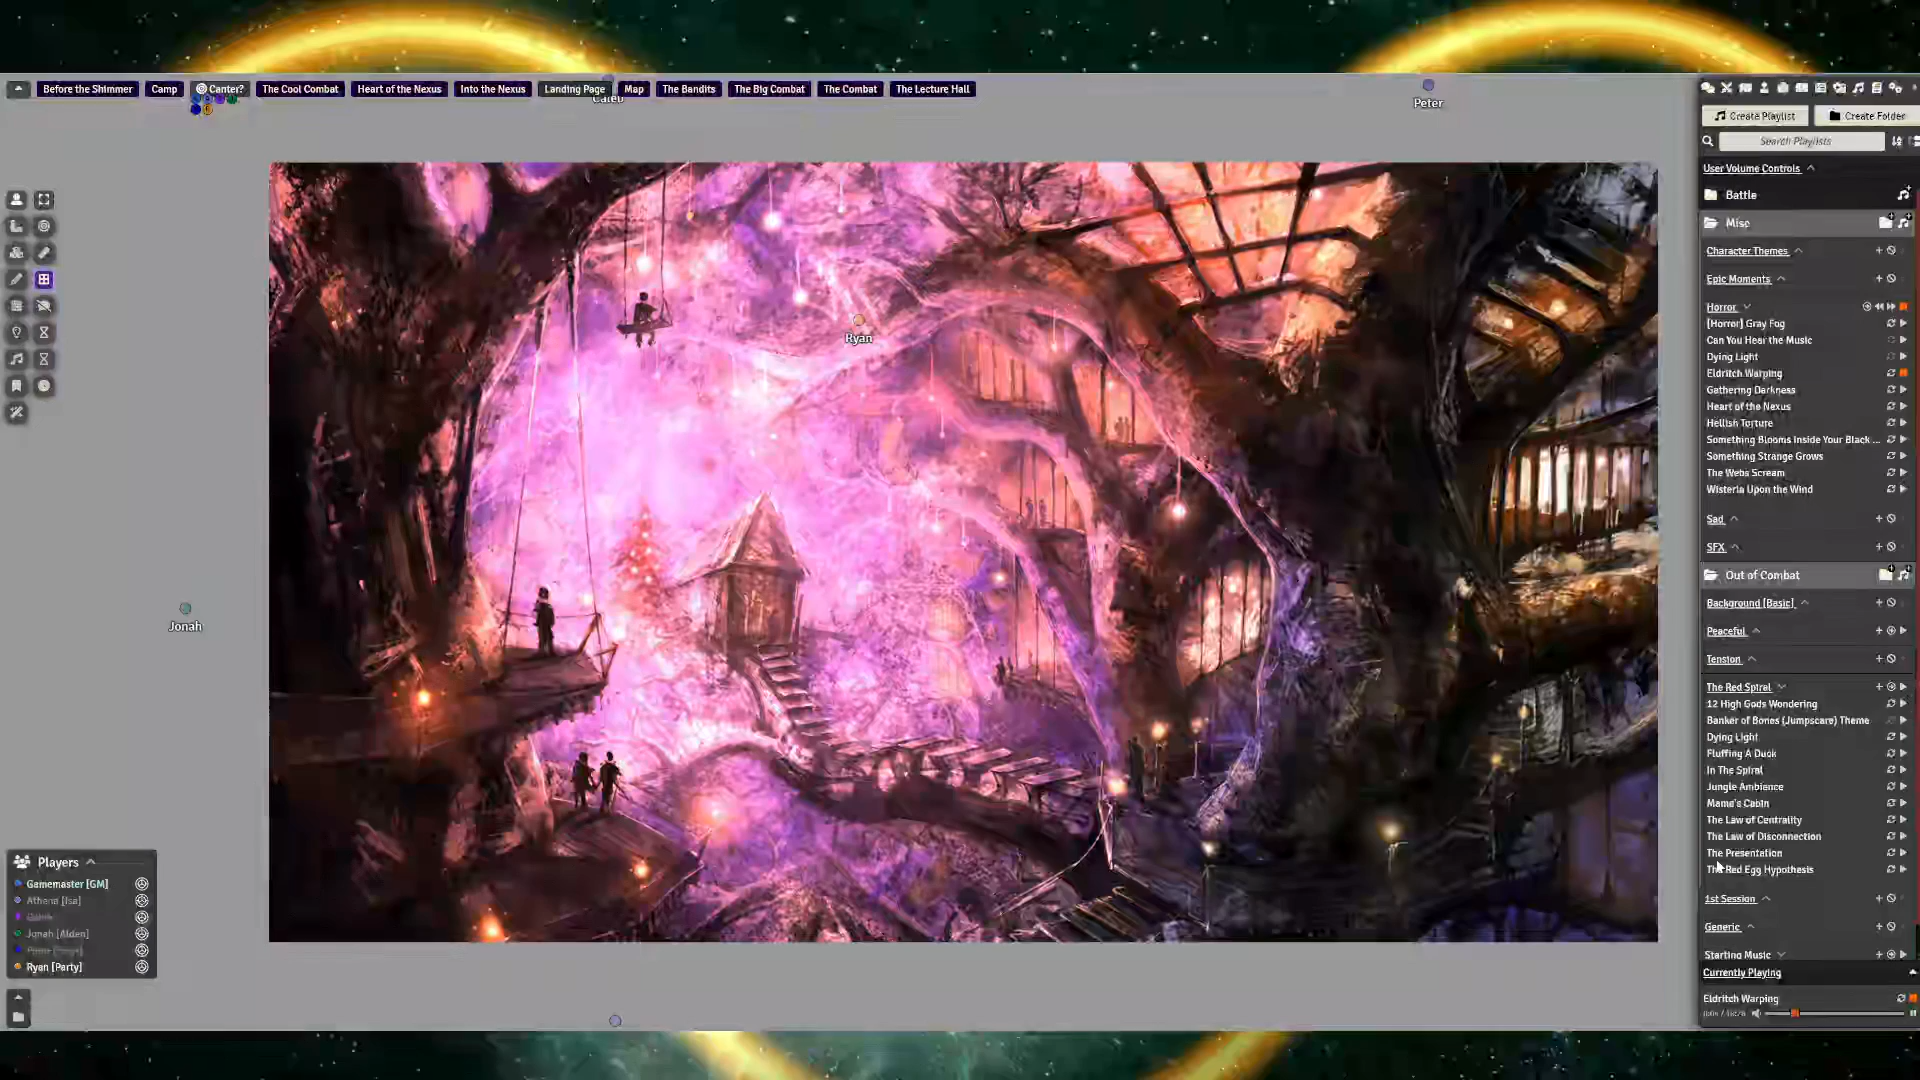 Before the Shimmer
Camp
Canter?
The Cool Combat
Heart of the Nexus
Into the Nexus
Landing Page
Map
The Bandits
The Big Combat
The Combat
The Lecture Hall
Caleb
Peter
Create Playlist
Create Folder
Search Playlists
User Volume Controls
Battle
Misc
Character Themes
Epic Moments
Horror
[Horror] Gray Fog
Can You Hear the Music
Dying Light
Eldritch Warping
Gathering Darkness
Heart of the Nexus
Hellish Torture
Something Blooms Inside Your Black ...
Something Strange Grows
The Webs Scream
Wisteria Upon the Wind
Sad
SFX
Out of Combat
Background [Basic]
Peaceful
Tension
The Red Spiral
12 High Gods Wondering
Banker of Bones (Jumpscare) Theme
Dying Light
Fluffing A Duck
In The Spiral
Jungle Ambiance
Mama's Cabin
The Law of Centrality
The Law of Disconnection
The Presentation
The Red Egg Hypothesis
1st Session
Generic
Starting Music
Currently Playing
Eldritch Warping
Ryan
Jonah
Players
Gamemaster [GM]
Athena [Isa]
Jonah [Alden]
Ryan [Party]